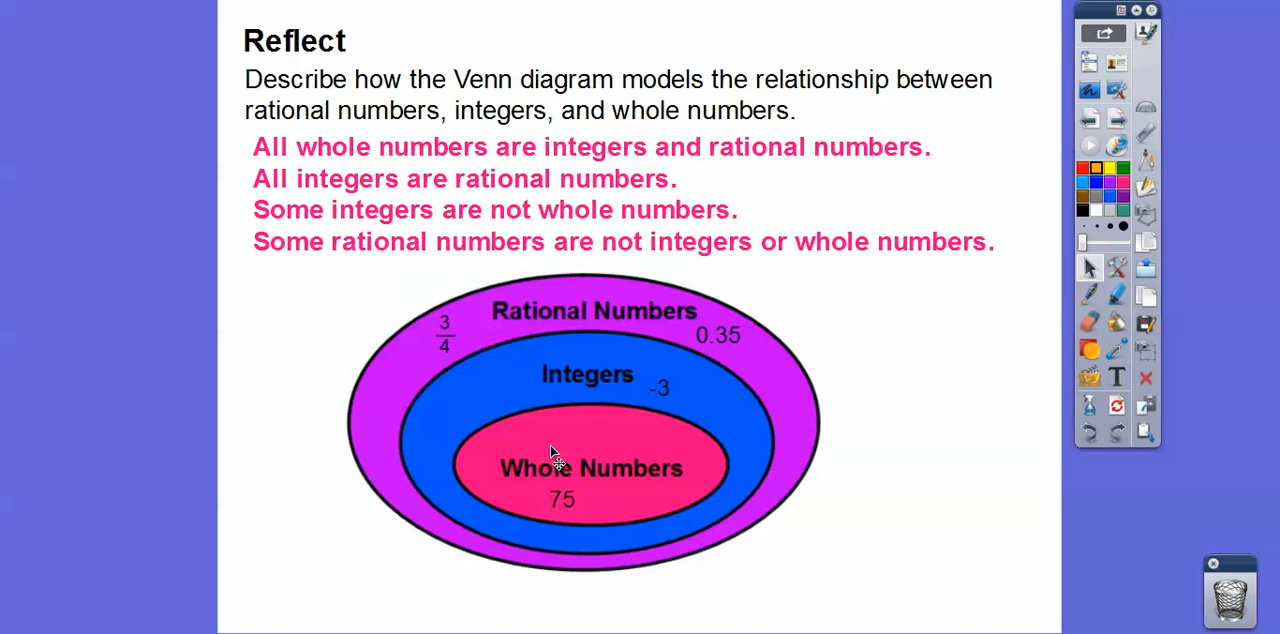 Reflect
Describe how the Venn diagram models the relationship between
rational numbers, integers, and whole numbers.
All whole numbers are integers and rational numbers.
All integers are rational numbers.
Some integers are not whole numbers.
Some rational numbers are not integers or whole numbers.
Rational Numbers
3
4
0.35
Integers
-3
Whole Numbers
75
T